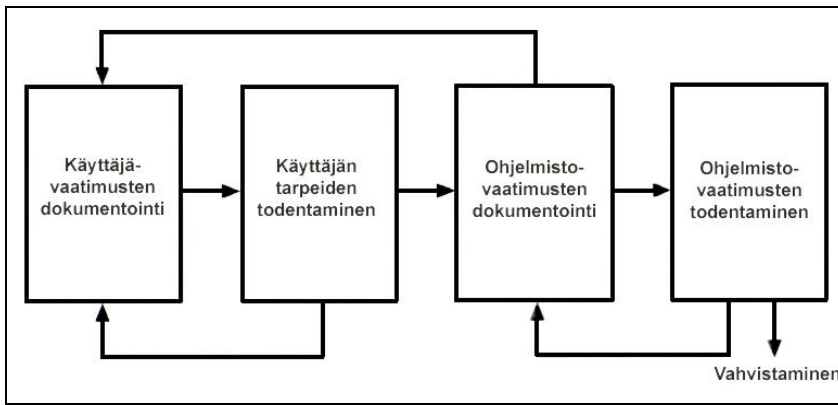 Käyttäjä-
vaatimusten
dokumentointi
Käyttäjän
tarpeiden
todentaminen
Ohjelmisto-
vaatimusten
dokumentointi
Ohjelmisto-
vaatimusten
todentaminen
Vahvistaminen